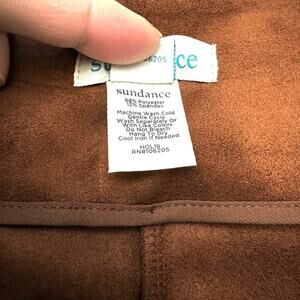 sundance
88% Polyester
12% Spandex
Machine Wash Cold
Gentle Cycle
Wash Separately Or
With Like Colors
Do Not Bleach
Hang To Dry
Cool Iron If Needed
HOL18
RN#106205